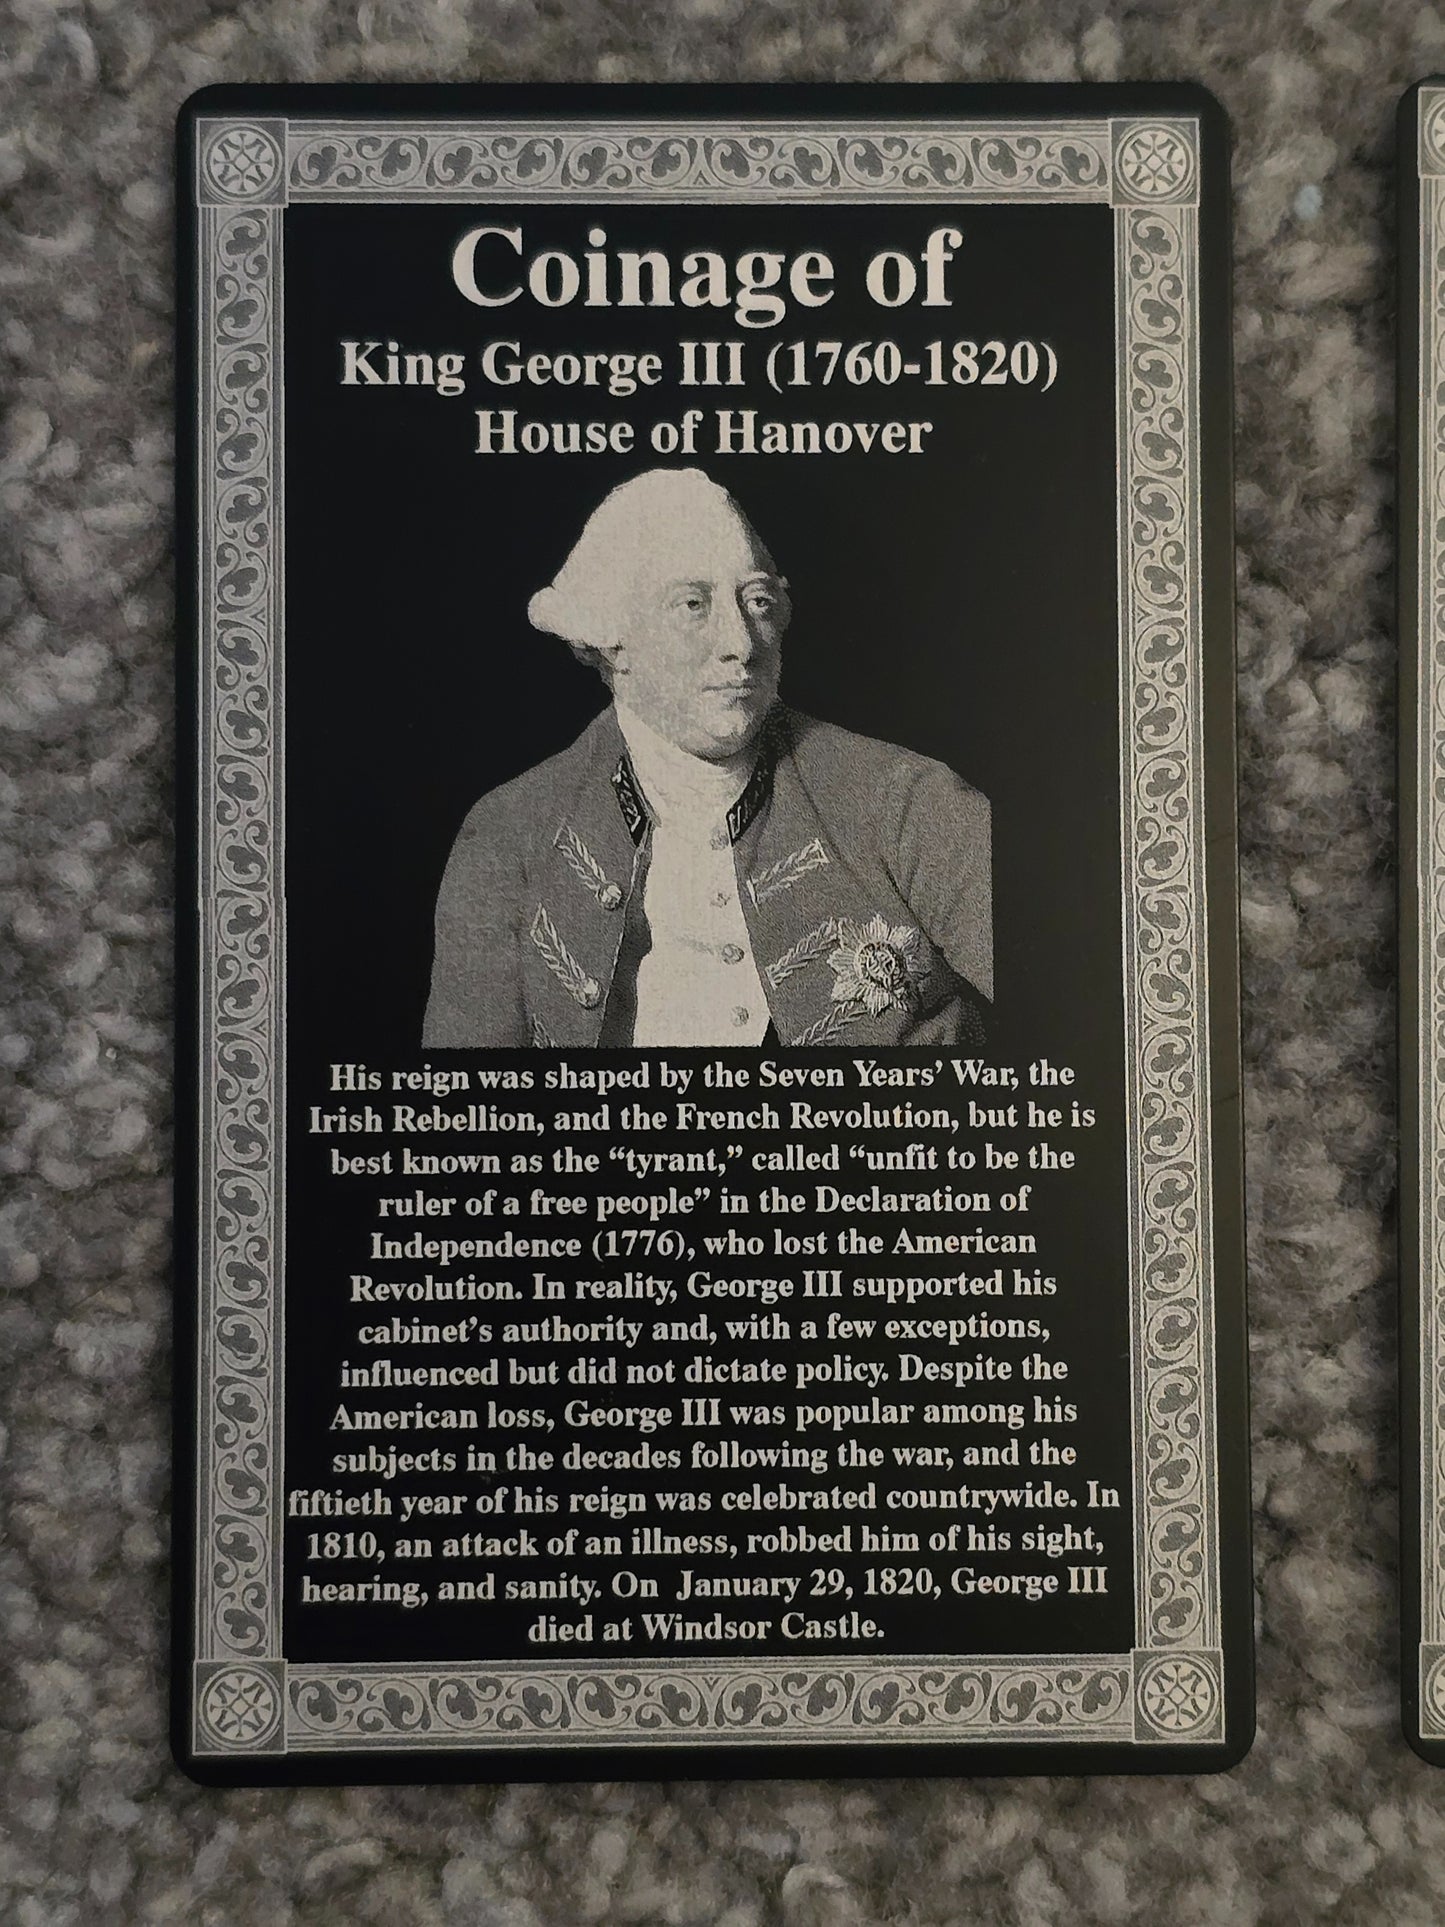 Coinage of
King George III (1760-1820)
House of Hanover
His reign was shaped by the Seven Years’ War, the
Irish Rebellion, and the French Revolution, but he is
best known as the “tyrant,” called “unfit to be the
ruler of a free people” in the Declaration of
Independence (1776), who lost the American
Revolution. In reality, George III supported his
cabinet’s authority and, with a few exceptions,
influenced but did not dictate policy. Despite the
American loss, George III was popular among his
subjects in the decades following the war, and the
fiftieth year of his reign was celebrated countrywide. In
1810, an attack of an illness, robbed him of his sight,
hearing, and sanity. On January 29, 1820, George III
died at Windsor Castle.